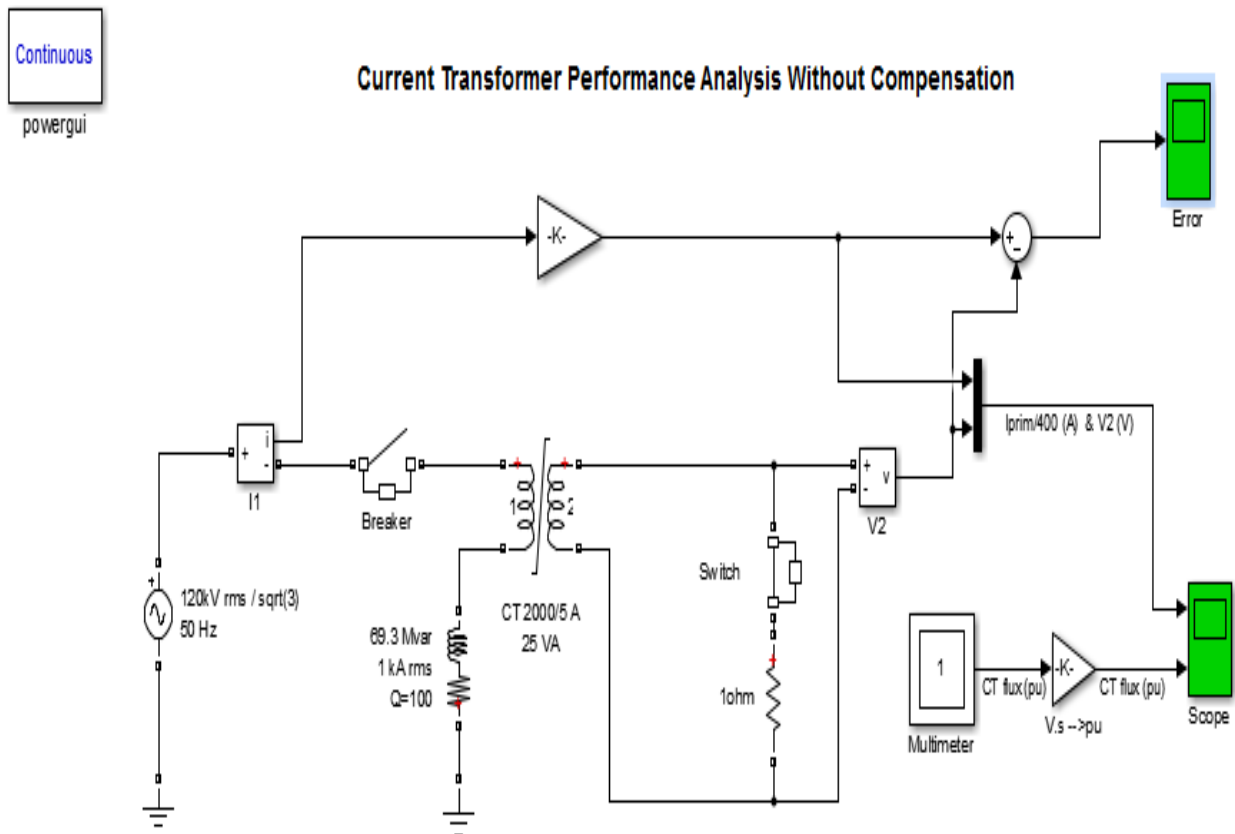 Continuous
powergui
Current Transformer Performance Analysis Without Compensation
Error
-K-
+
-
Iprim/400 (A) & V2 (V)
i
+
-
I1
Breaker
+
+
1
2
+
-
v
V2
Switch
+
120kV rms / sqrt(3)
50 Hz
CT 2000/5 A
25 VA
69.3 Mvar
1 kA rms
Q=100
+
+
1ohm
1
Multimeter
CT flux(pu)
-K-
V.s -->pu
CT flux (pu)
Scope